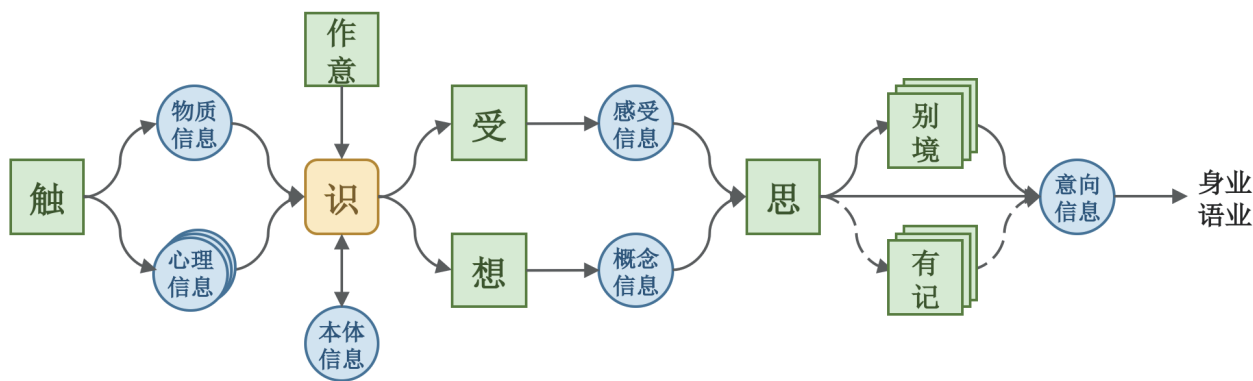 触
物质
信息
心理
信息
作
意
识
本体
信息
受
想
感受
信息
概念
信息
思
别
境
有
记
意向
信息
身业
语业